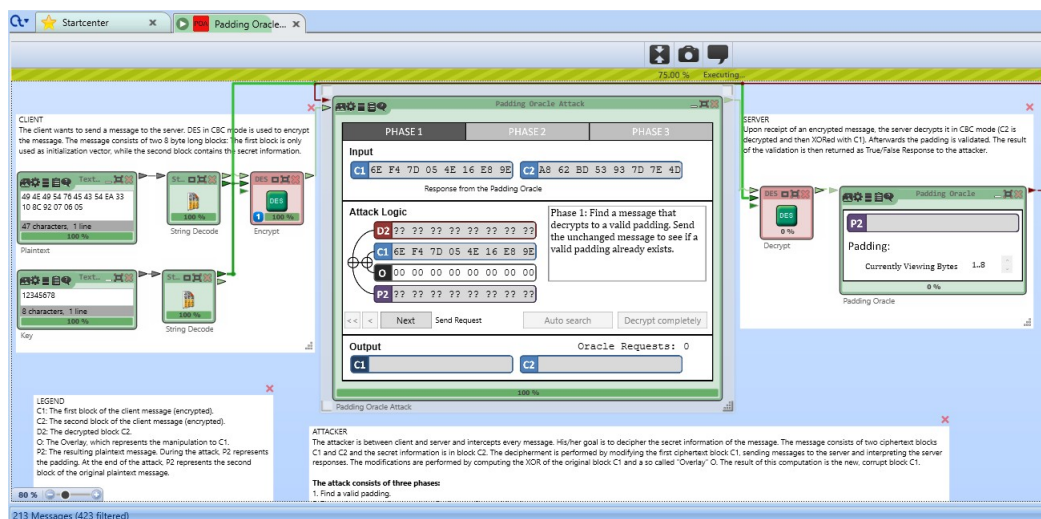 Startcenter
PDA Padding Oracle...
75.00 % Executing...
CLIENT
The client wants to send a message to the server. DES in CBC mode is used to encrypt
the message. The message consists of two 8 byte long blocks: The first block is only
used as initialization vector, while the second block contains the secret information.
Text...
49 4E 49 54 76 45 43 54 EA 33
10 8C 92 07 06 05
47 characters, 1 line
100 %
Plaintext
St...
100 %
String Decode
DES
DES
1
100 %
Encrypt
Text...
12345678
8 characters, 1 line
100 %
Key
St...
100 %
String Decode
Padding Oracle Attack
PHASE 1 PHASE 2 PHASE 3
Input
C1 6E F4 7D 05 4E 16 E8 9E C2 A8 62 BD 53 93 7D 7E 4D
Response from the Padding Oracle
Attack Logic
D2 ?? ?? ?? ?? ?? ?? ?? ??
C1 6E F4 7D 05 4E 16 E8 9E
O 00 00 00 00 00 00 00 00
P2 ?? ?? ?? ?? ?? ?? ?? ??
Phase 1: Find a message that
decrypts to a valid padding. Send
the unchanged message to see if a
valid padding already exists.
<< < Next Send Request Auto search Decrypt completely
Output Oracle Requests: 0
C1 C2
100 %
Padding Oracle Attack
SERVER
Upon receipt of an encrypted message, the server decrypts it in CBC mode (C2 is
decrypted and then XORed with C1). Afterwards the padding is validated. The result
of the validation is then returned as True/False Response to the attacker.
DES
DES
0 %
Decrypt
Padding Oracle
P2
Padding:
Currently Viewing Bytes 1..8
0 %
Padding Oracle
LEGEND
C1: The first block of the client message (encrypted).
C2: The second block of the client message (encrypted).
D2: The decrypted block C2.
O: The Overlay, which represents the manipulation to C1.
P2: The resulting plaintext message. During the attack, P2 represents
the padding. At the end of the attack, P2 represents the second
block of the original plaintext message.
ATTACKER
The attacker is between client and server and intercepts every message. His/her goal is to decipher the secret information of the message. The message consists of two ciphertext blocks
C1 and C2 and the secret information is in block C2. The decipherment is performed by modifying the first ciphertext block C1, sending messages to the server and interpreting the server
responses. The modifications are performed by computing the XOR of the original block C1 and a so called "Overlay" O. The result of this computation is the new, corrupt block C1.
The attack consists of three phases:
1. Find a valid padding.
80 %
213 Messages (423 filtered)